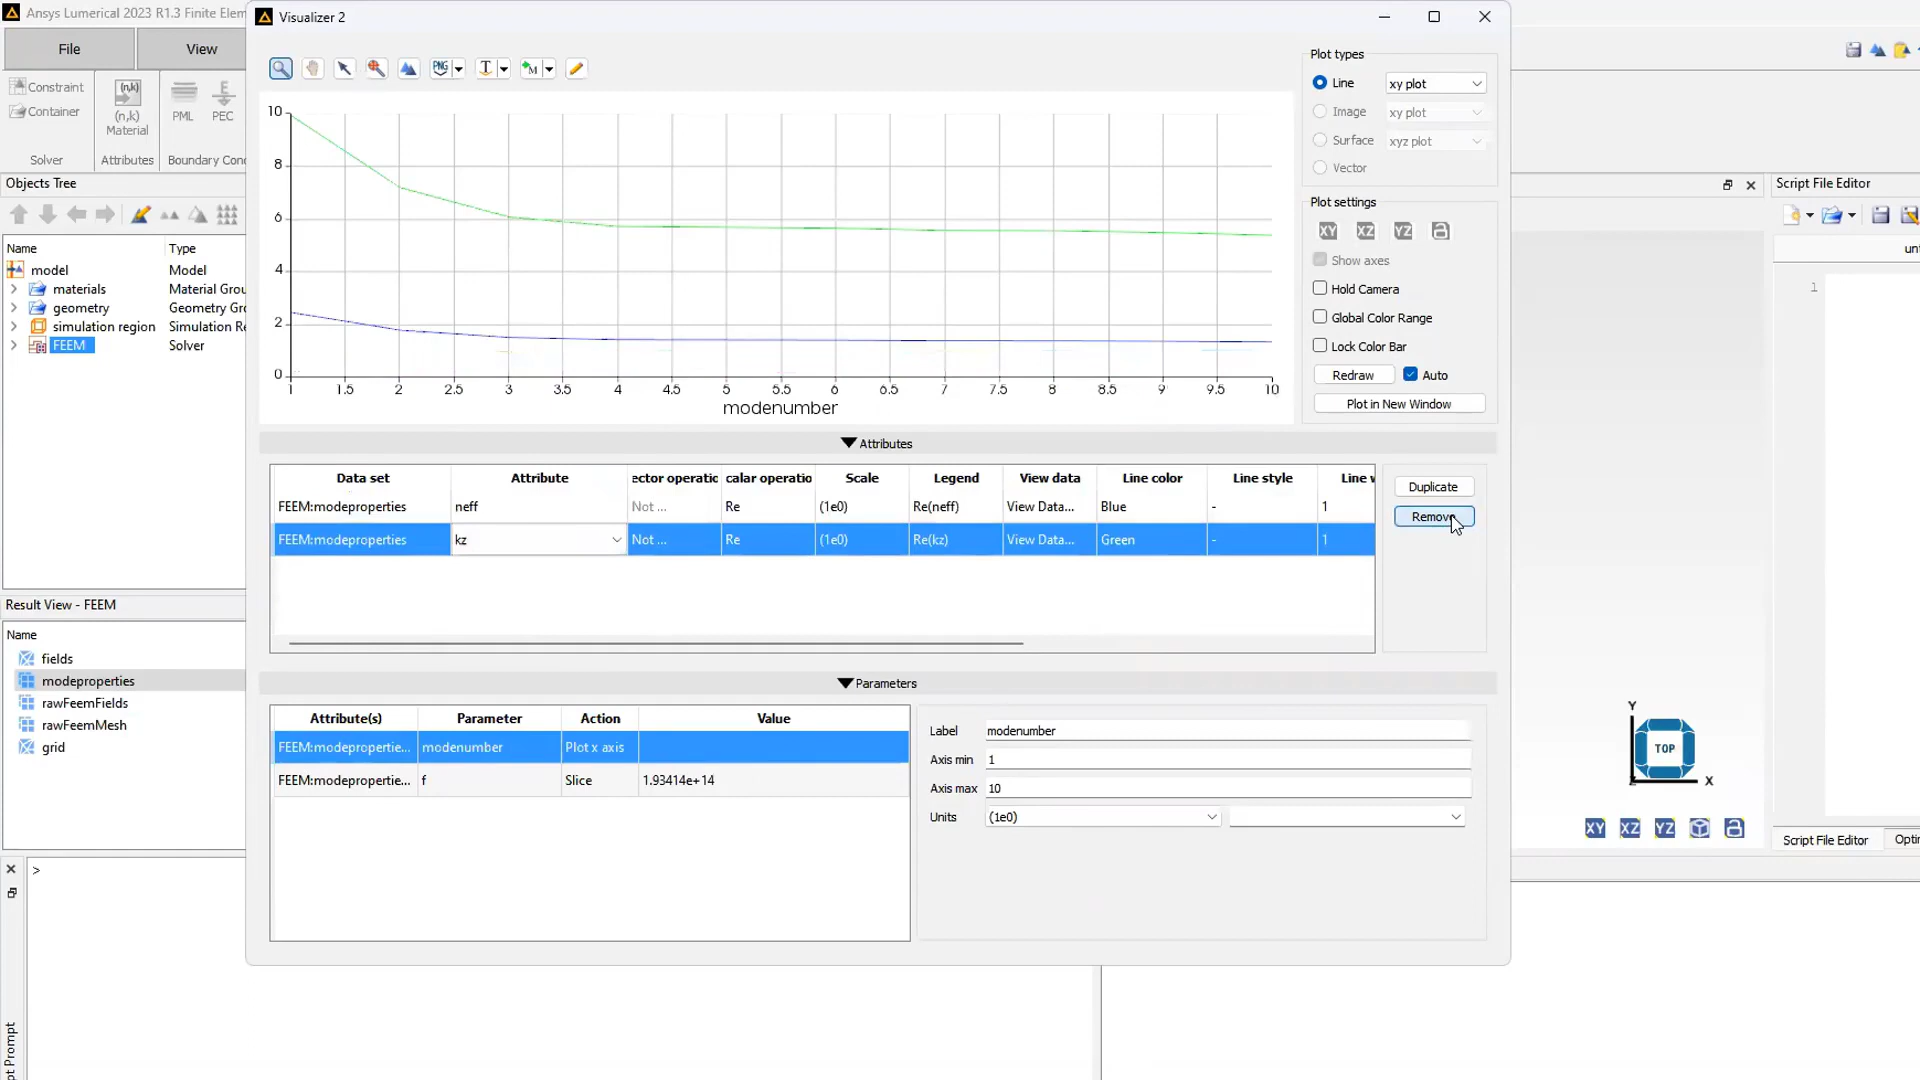 Ansys Lumerical 2023 R1.3 Finite Elem
Visualizer 2
File
View
Constraint
Container
(n,k)
(n,k)
Material
PML
PEC
Solver
Attributes
Boundary Con
Objects Tree
Name
Type
model
Model
materials
Material Grou
geometry
Geometry Gro
simulation region
Simulation Re
FEEM
Solver
Result View - FEEM
Name
fields
modeproperties
rawFeemFields
rawFeemMesh
grid
>
pt Prompt
PNG
T
M
10
8
6
4
2
0
1 1.5 2 2.5 3 3.5 4 4.5 5 5.5 6 6.5 7 7.5 8 8.5 9 9.5 10
modenumber
Plot types
Line
xy plot
Image
xy plot
Surface
xyz plot
Vector
Plot settings
XY XZ YZ
Show axes
Hold Camera
Global Color Range
Lock Color Bar
Redraw
Auto
Plot in New Window
Attributes
Data set Attribute ector operatic calar operatio Scale Legend View data Line color Line style Line v
FEEM:modeproperties neff Not ... Re (1e0) Re(neff) View Data... Blue - 1
FEEM:modeproperties kz Not ... Re (1e0) Re(kz) View Data... Green - 1
Duplicate
Remove
Parameters
Attribute(s) Parameter Action Value
FEEM:modepropertie... modenumber Plot x axis
FEEM:modepropertie... f Slice 1.93414e+14
Label modenumber
Axis min 1
Axis max 10
Units (1e0)
Script File Editor
unt
1
Y
TOP
X
Z
XY XZ YZ
Script File Editor
Optir